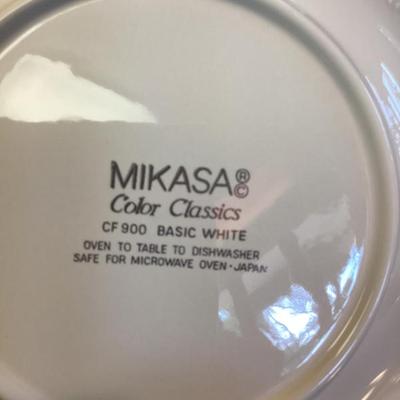 MIKASA®©
Color Classics
CF 900 BASIC WHITE
OVEN TO TABLE TO DISHWASHER
SAFE FOR MICROWAVE OVEN·JAPAN